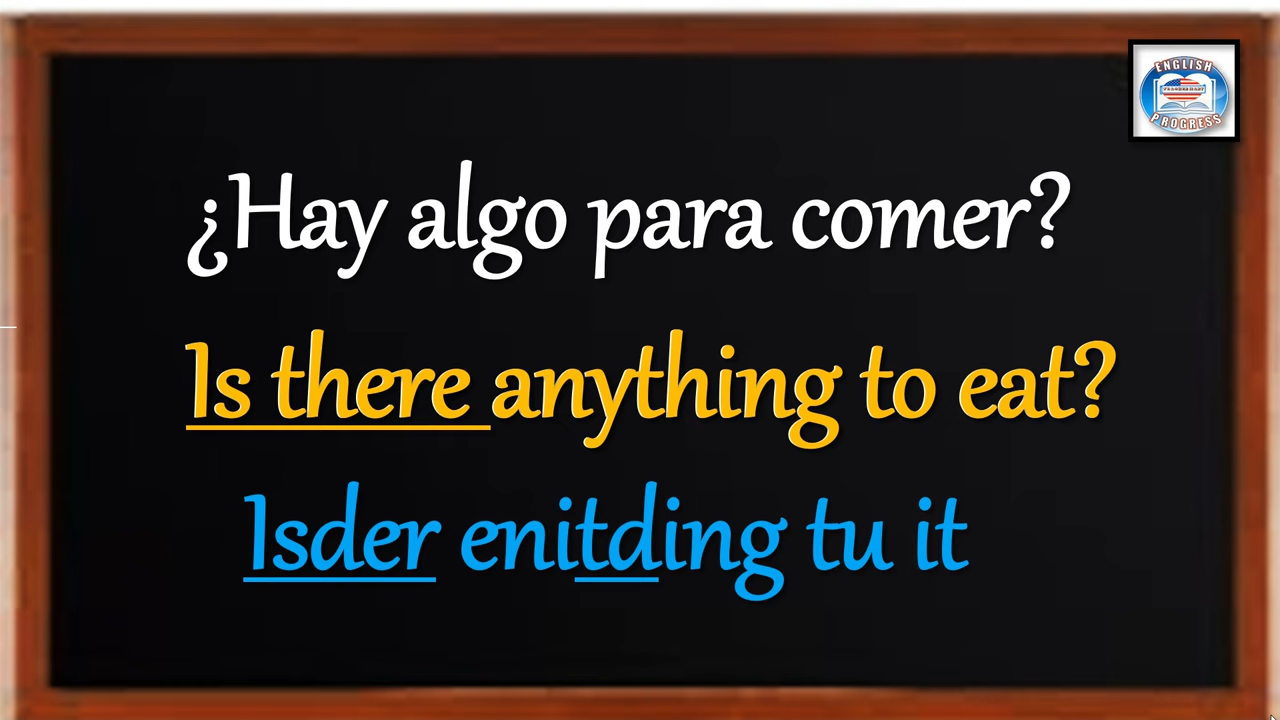 ENGLISH
PROGRESS
¿Hay algo para comer?
Is there anything to eat?
Isder enitding tu it